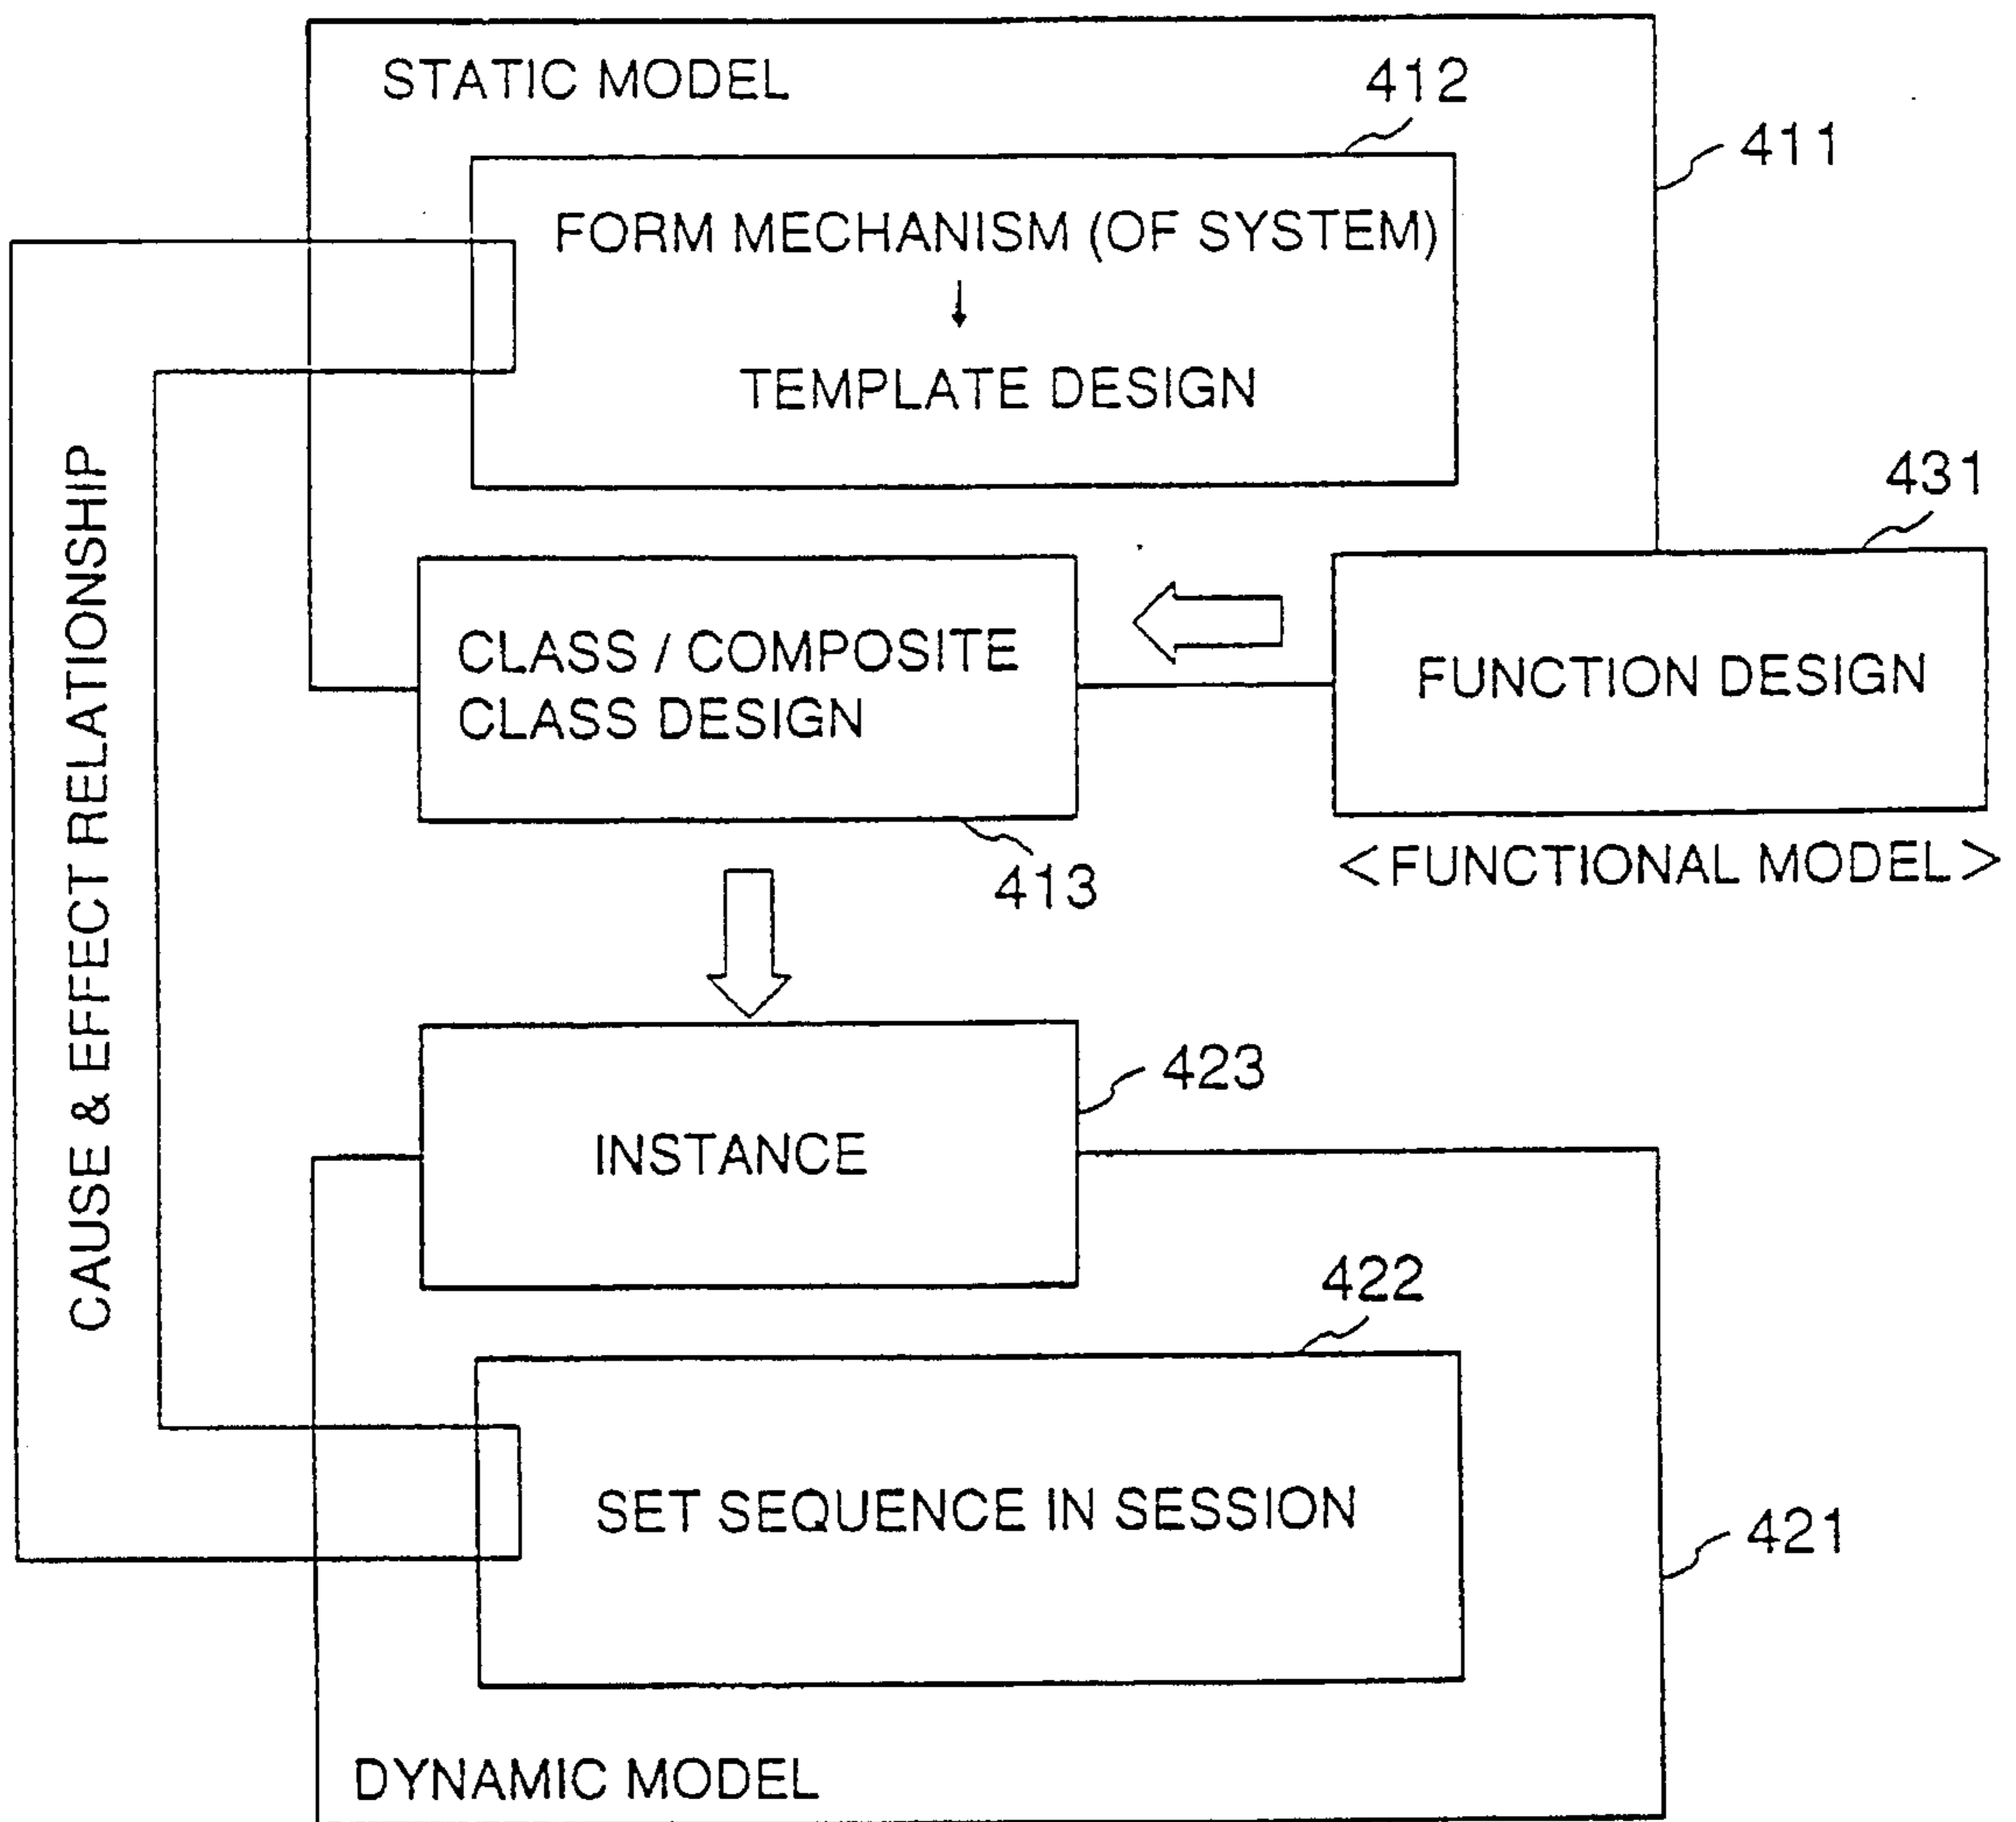 STATIC MODEL
412
411
FORM MECHANISM (OF SYSTEM)
TEMPLATE DESIGN
431
CAUSE & EFFECT RELATIONSHIP
CLASS / COMPOSITE
CLASS DESIGN
FUNCTION DESIGN
413
<FUNCTIONAL MODEL>
423
INSTANCE
422
SET SEQUENCE IN SESSION
421
DYNAMIC MODEL